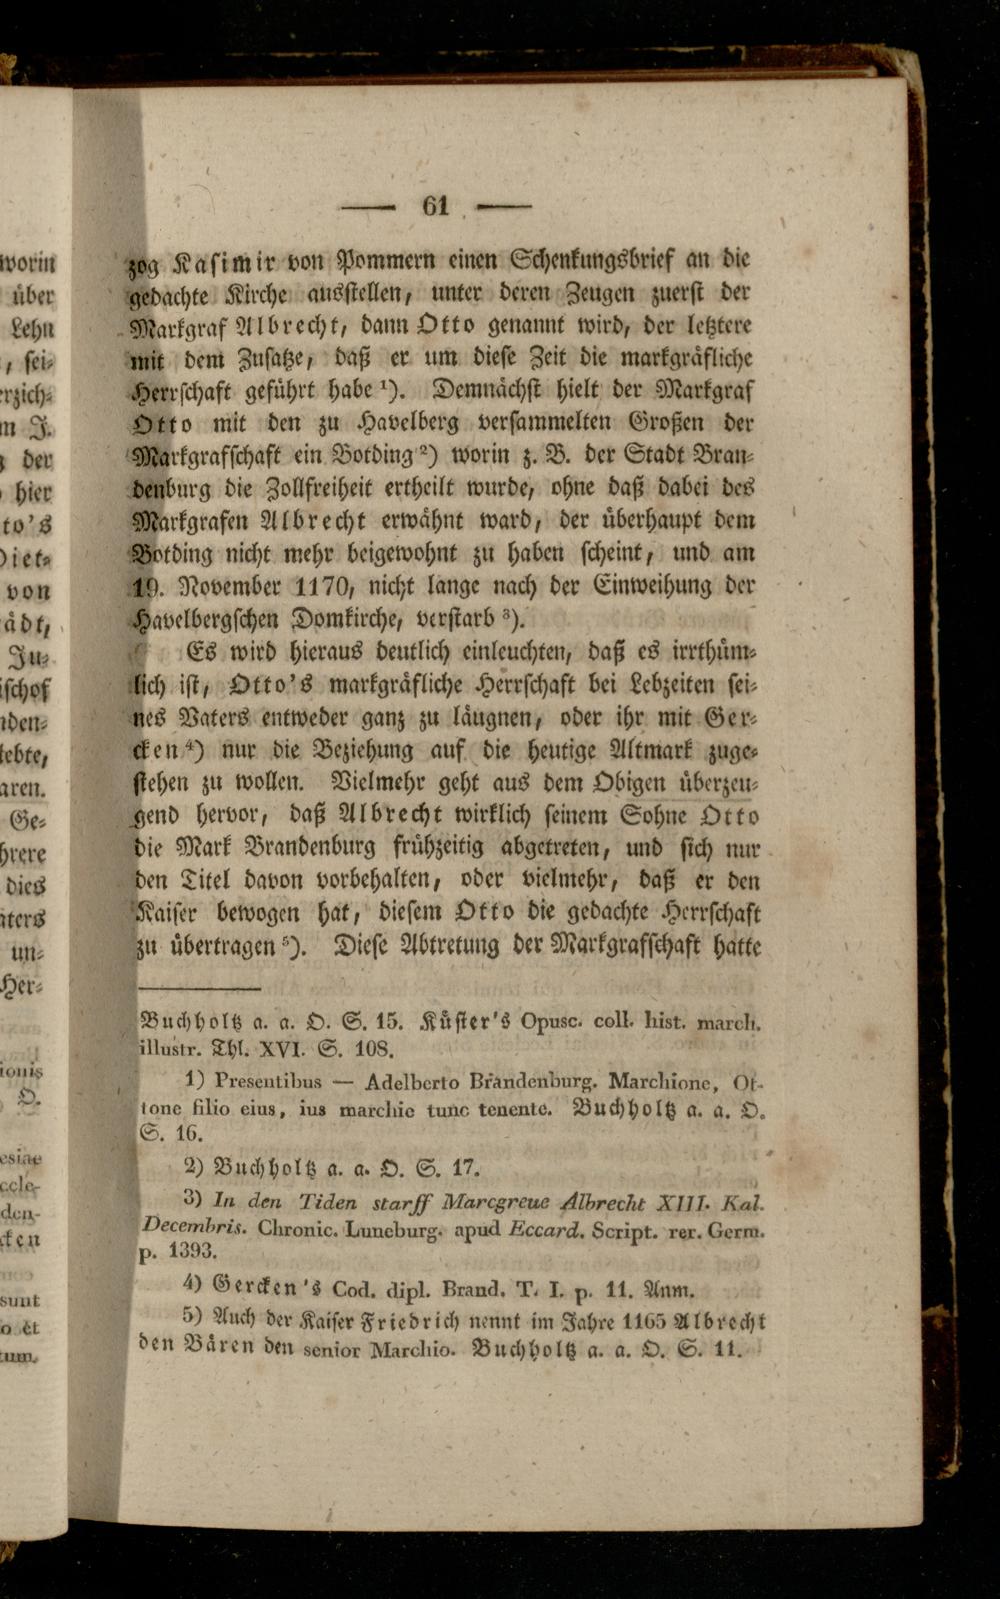 — 61 —
zog Kasimir von Pommern einen Schenkungsbrief an die
gedachte Kirche ausstellen, unter deren Zeugen zuerst der
Markgraf Albrecht, dann Otto genannt wird, der letztere
mit dem Zusatze, daß er um diese Zeit die markgräfliche
Herrschaft geführt habe ¹). Demnächst hielt der Markgraf
Otto mit den zu Havelberg versammelten Großen der
Markgrafschaft ein Botding ²) worin z. B. der Stadt Bran-
denburg die Zollfreiheit ertheilt wurde, ohne daß dabei des
Markgrafen Albrecht erwähnt ward, der überhaupt dem
Botding nicht mehr beigewohnt zu haben scheint, und am
19. November 1170, nicht lange nach der Einweihung der
Havelbergschen Domkirche, verstarb ³).
Es wird hieraus deutlich einleuchten, daß es irrthüm-
lich ist, Otto's markgräfliche Herrschaft bei Lebzeiten sei-
nes Vaters entweder ganz zu läugnen, oder ihr mit Ger-
cken ⁴) nur die Beziehung auf die heutige Altmark zuge-
stehen zu wollen. Vielmehr geht aus dem Obigen überzeu-
gend hervor, daß Albrecht wirklich seinem Sohne Otto
die Mark Brandenburg frühzeitig abgetreten, und sich nur
den Titel davon vorbehalten, oder vielmehr, daß er den
Kaiser bewogen hat, diesem Otto die gedachte Herrschaft
zu übertragen ⁵). Diese Abtretung der Markgrafschaft hatte
Buchholtz a. a. O. S. 15. Küster's Opusc. coll. hist. march.
illustr. Thl. XVI. S. 108.
1) Presentibus — Adelberto Brandenburg. Marchione, Ot-
tone filio eius, ius marchie tunc tenente. Buchholtz a. a. O.
S. 16.
2) Buchholtz a. a. O. S. 17.
3) In den Tiden starff Marcgreue Albrecht XIII. Kal.
Decembris. Chronic. Luneburg. apud Eccard. Script. rer. Germ.
p. 1393.
4) Gercken's Cod. dipl. Brand. T. I. p. 11. Anm.
5) Auch der Kaiser Friedrich nennt im Jahre 1165 Albrecht
den Bären den senior Marchio. Buchholtz a. a. O. S. 11.